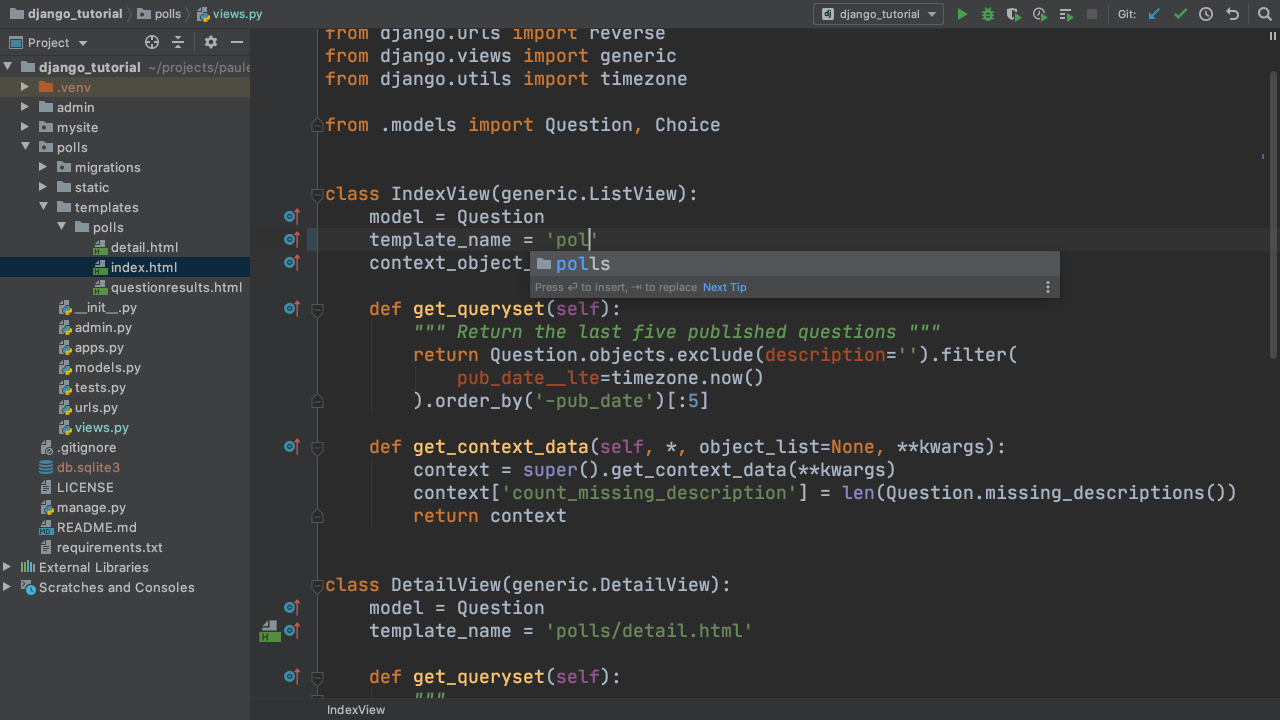 django_tutorial polls views.py
django_tutorial
Git:
Project
django_tutorial ~/projects/paule
.venv
admin
mysite
polls
migrations
static
templates
polls
detail.html
index.html
questionresults.html
__init__.py
admin.py
apps.py
models.py
tests.py
urls.py
views.py
.gitignore
db.sqlite3
LICENSE
manage.py
README.md
requirements.txt
External Libraries
Scratches and Consoles
from django.urls import reverse
from django.views import generic
from django.utils import timezone
from .models import Question, Choice
class IndexView(generic.ListView):
model = Question
template_name = 'pol'
context_object_
polls
Press ⏎ to insert, ⇥ to replace Next Tip
def get_queryset(self):
""" Return the last five published questions """
return Question.objects.exclude(description='').filter(
pub_date__lte=timezone.now()
).order_by('-pub_date')[:5]
def get_context_data(self, *, object_list=None, **kwargs):
context = super().get_context_data(**kwargs)
context['count_missing_description'] = len(Question.missing_descriptions())
return context
class DetailView(generic.DetailView):
model = Question
template_name = 'polls/detail.html'
def get_queryset(self):
"""
IndexView